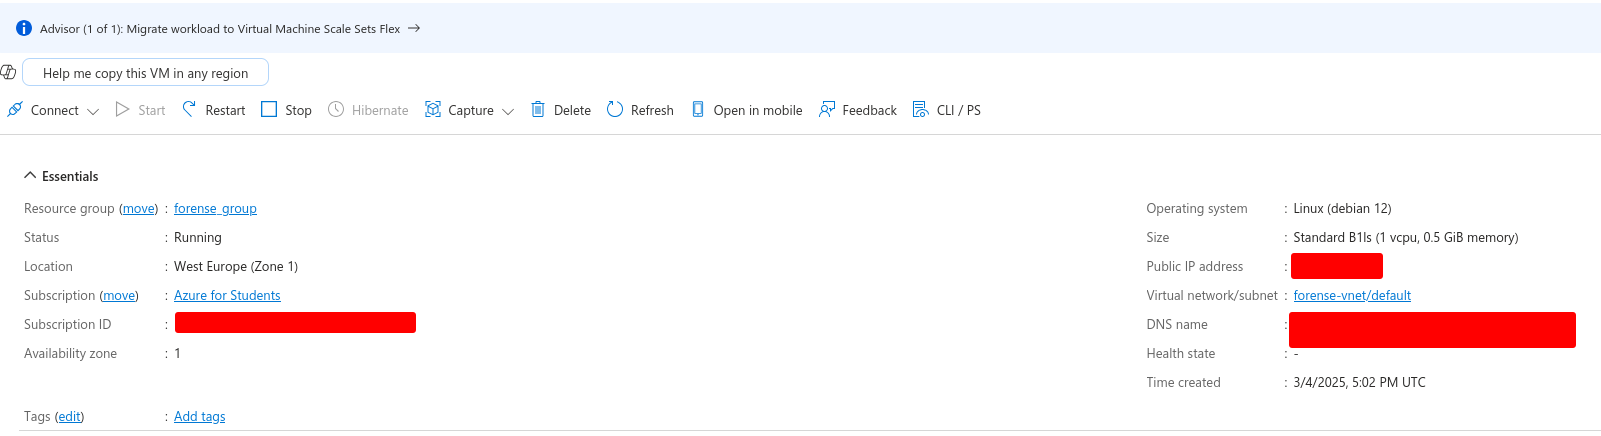 Advisor (1 of 1): Migrate workload to Virtual Machine Scale Sets Flex →
Help me copy this VM in any region
Connect Start Restart Stop Hibernate Capture Delete Refresh Open in mobile Feedback CLI / PS
Essentials
Resource group (move) : forense_group
Status : Running
Location : West Europe (Zone 1)
Subscription (move) : Azure for Students
Subscription ID :
Availability zone : 1
Operating system : Linux (debian 12)
Size : Standard B1ls (1 vcpu, 0.5 GiB memory)
Public IP address :
Virtual network/subnet : forense-vnet/default
DNS name :
Health state : -
Time created : 3/4/2025, 5:02 PM UTC
Tags (edit) : Add tags